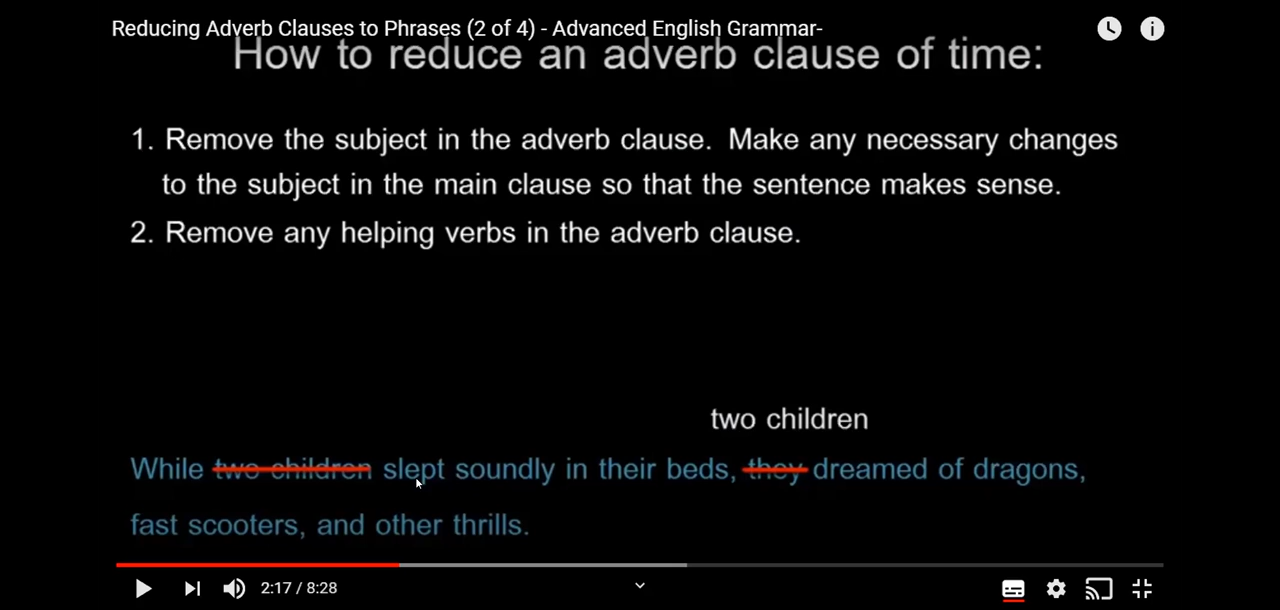 Reducing Adverb Clauses to Phrases (2 of 4) - Advanced English Grammar-
How to reduce an adverb clause of time:
1. Remove the subject in the adverb clause. Make any necessary changes
to the subject in the main clause so that the sentence makes sense.
2. Remove any helping verbs in the adverb clause.
two children
While two children slept soundly in their beds, they dreamed of dragons,
fast scooters, and other thrills.
2:17 / 8:28